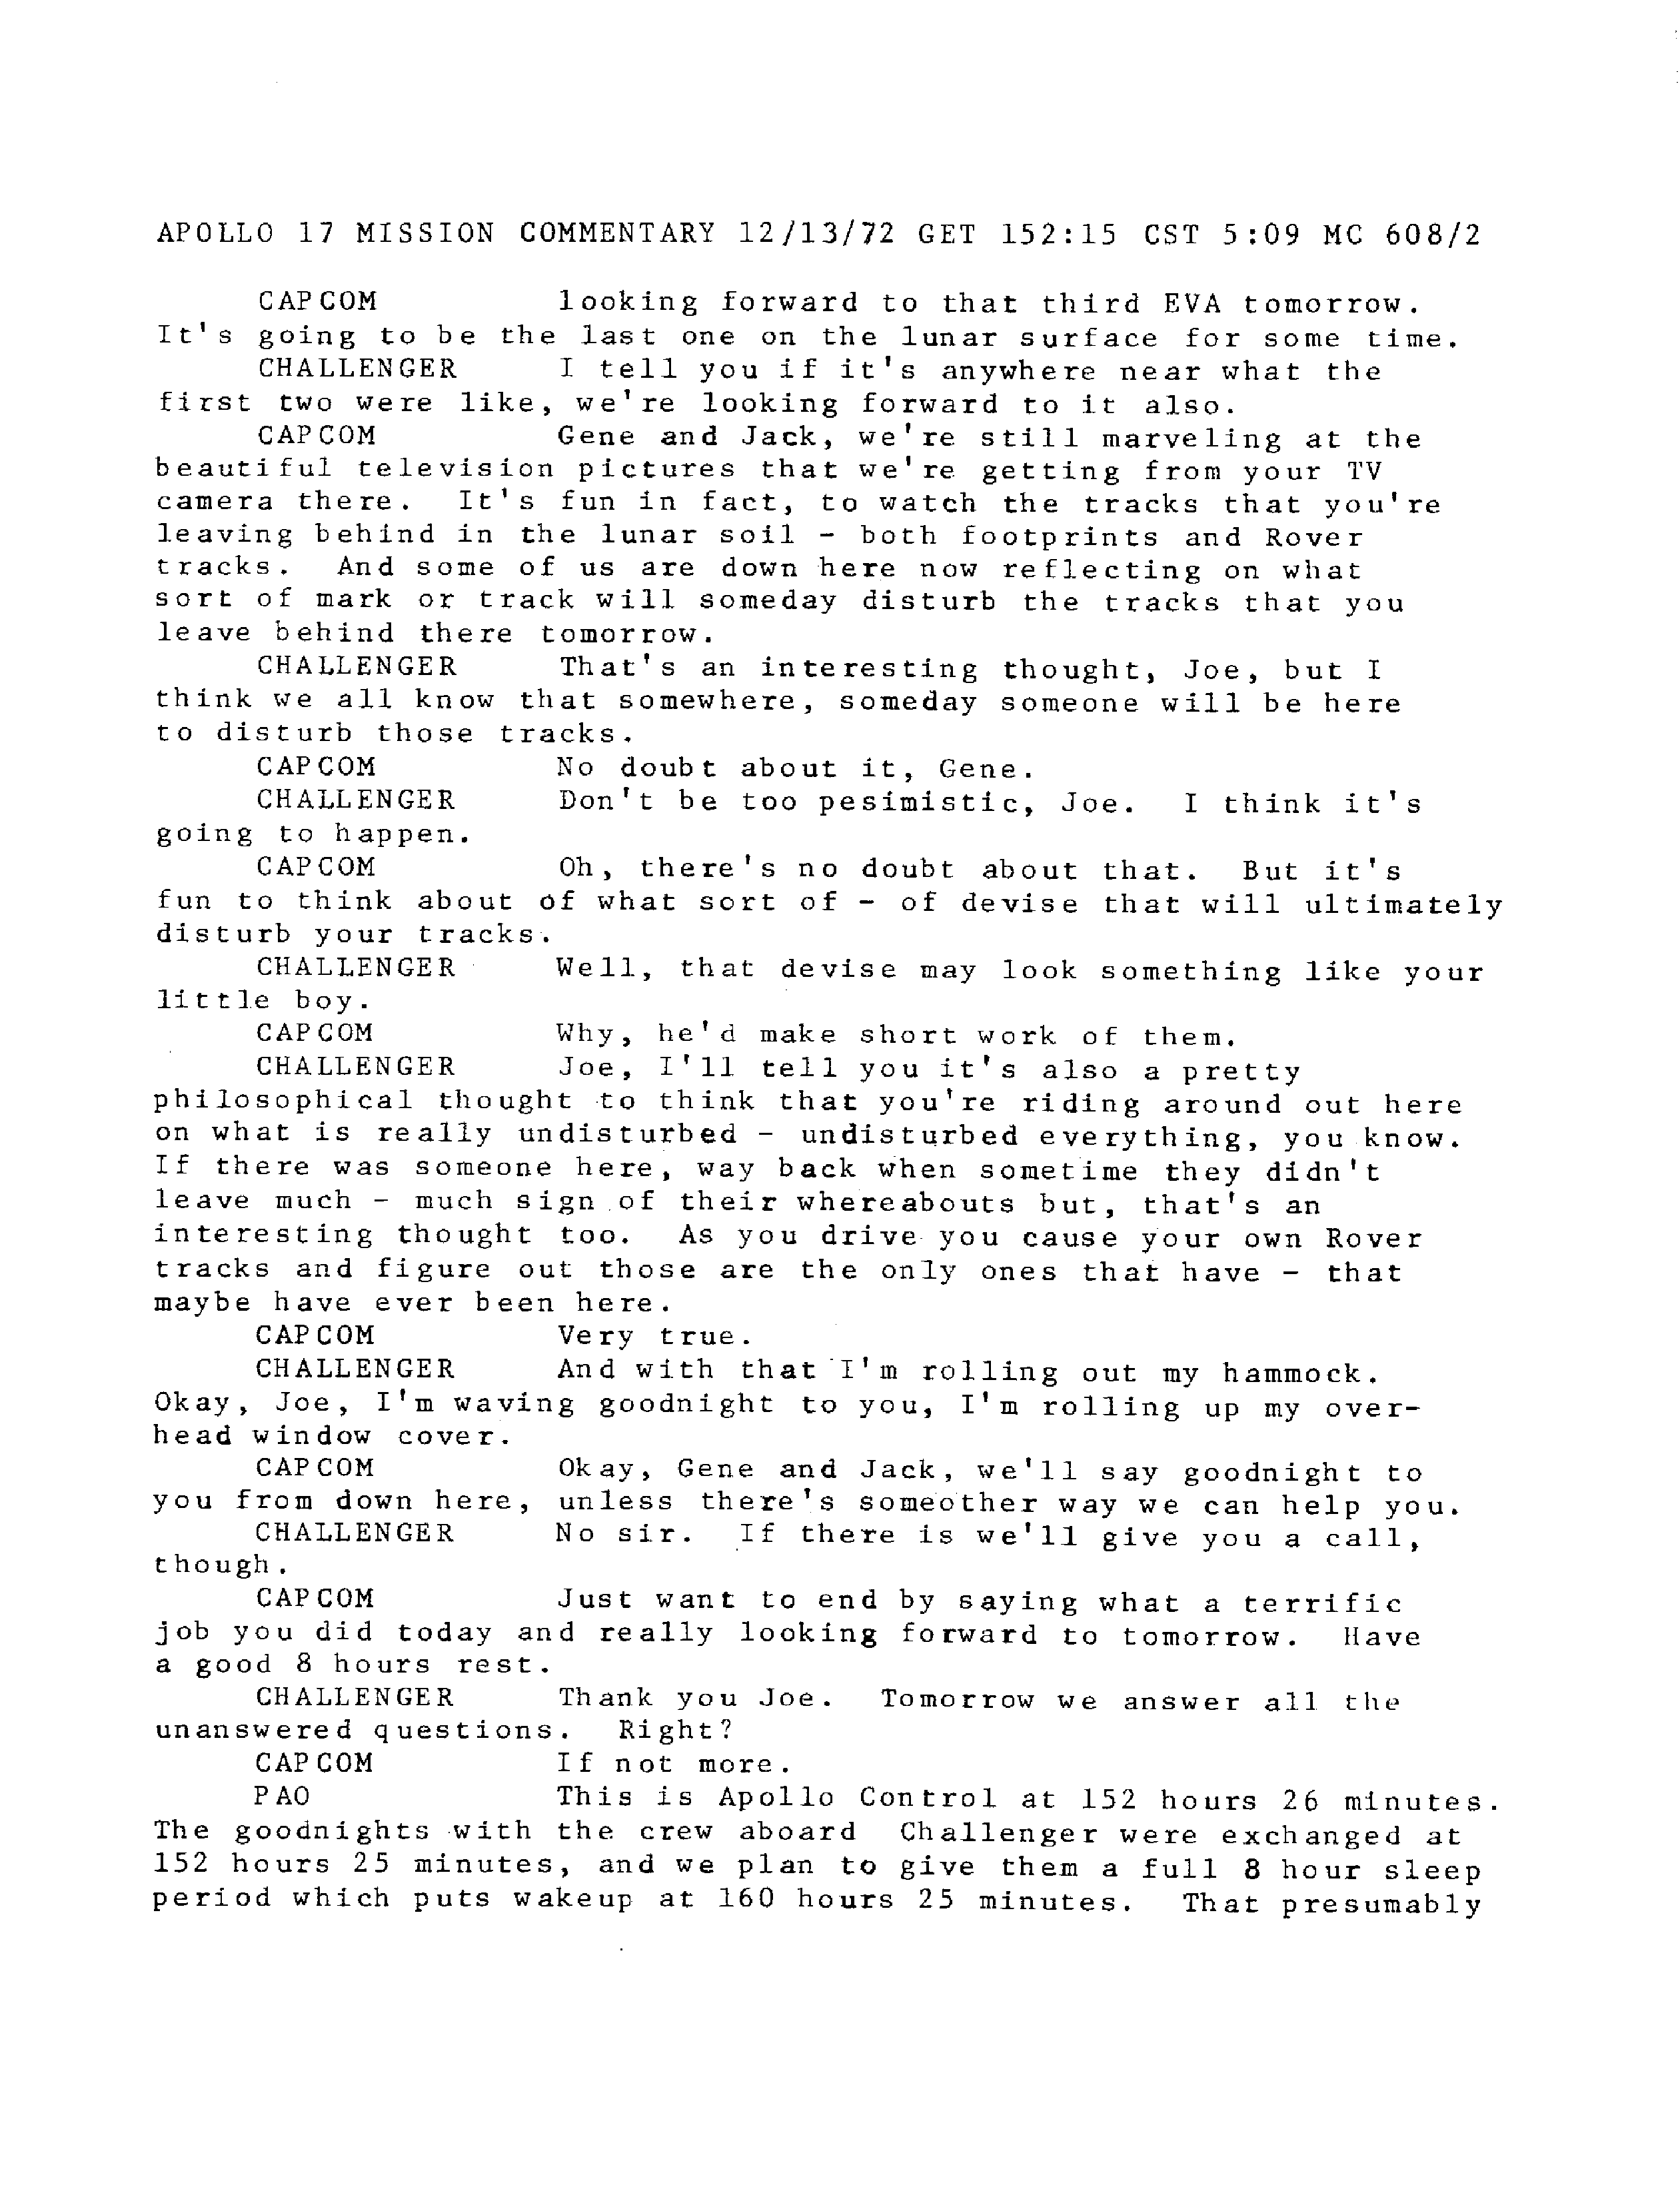 APOLLO 17 MISSION COMMENTARY 12/13/72 GET 152:15 CST 5:09 MC 608/2
CAPCOM looking forward to that third EVA tomorrow.
It's going to be the last one on the lunar surface for some time.
CHALLENGER I tell you if it's anywhere near what the
first two were like, we're looking forward to it also.
CAPCOM Gene and Jack, we're still marveling at the
beautiful television pictures that we're getting from your TV
camera there. It's fun in fact, to watch the tracks that you're
leaving behind in the lunar soil - both footprints and Rover
tracks. And some of us are down here now reflecting on what
sort of mark or track will someday disturb the tracks that you
leave behind there tomorrow.
CHALLENGER That's an interesting thought, Joe, but I
think we all know that somewhere, someday someone will be here
to disturb those tracks.
CAPCOM No doubt about it, Gene.
CHALLENGER Don't be too pesimistic, Joe. I think it's
going to happen.
CAPCOM Oh, there's no doubt about that. But it's
fun to think about of what sort of - of devise that will ultimately
disturb your tracks.
CHALLENGER Well, that devise may look something like your
little boy.
CAPCOM Why, he'd make short work of them.
CHALLENGER Joe, I'll tell you it's also a pretty
philosophical thought to think that you're riding around out here
on what is really undisturbed - undisturbed everything, you know.
If there was someone here, way back when sometime they didn't
leave much - much sign of their whereabouts but, that's an
interesting thought too. As you drive you cause your own Rover
tracks and figure out those are the only ones that have - that
maybe have ever been here.
CAPCOM Very true.
CHALLENGER And with that I'm rolling out my hammock.
Okay, Joe, I'm waving goodnight to you, I'm rolling up my over-
head window cover.
CAPCOM Okay, Gene and Jack, we'll say goodnight to
you from down here, unless there's someother way we can help you.
CHALLENGER No sir. If there is we'll give you a call,
though.
CAPCOM Just want to end by saying what a terrific
job you did today and really looking forward to tomorrow. Have
a good 8 hours rest.
CHALLENGER Thank you Joe. Tomorrow we answer all the
unanswered questions. Right?
CAPCOM If not more.
PAO This is Apollo Control at 152 hours 26 minutes.
The goodnights with the crew aboard Challenger were exchanged at
152 hours 25 minutes, and we plan to give them a full 8 hour sleep
period which puts wakeup at 160 hours 25 minutes. That presumably